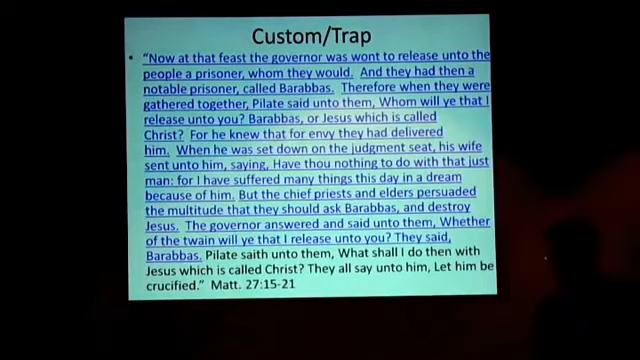 Custom/Trap
• “Now at that feast the governor was wont to release unto the
people a prisoner, whom they would. And they had then a
notable prisoner, called Barabbas. Therefore when they were
gathered together, Pilate said unto them, Whom will ye that I
release unto you? Barabbas, or Jesus which is called
Christ? For he knew that for envy they had delivered
him. When he was set down on the judgment seat, his wife
sent unto him, saying, Have thou nothing to do with that just
man: for I have suffered many things this day in a dream
because of him. But the chief priests and elders persuaded
the multitude that they should ask Barabbas, and destroy
Jesus. The governor answered and said unto them, Whether
of the twain will ye that I release unto you? They said,
Barabbas. Pilate saith unto them, What shall I do then with
Jesus which is called Christ? They all say unto him, Let him be
crucified.” Matt. 27:15-21